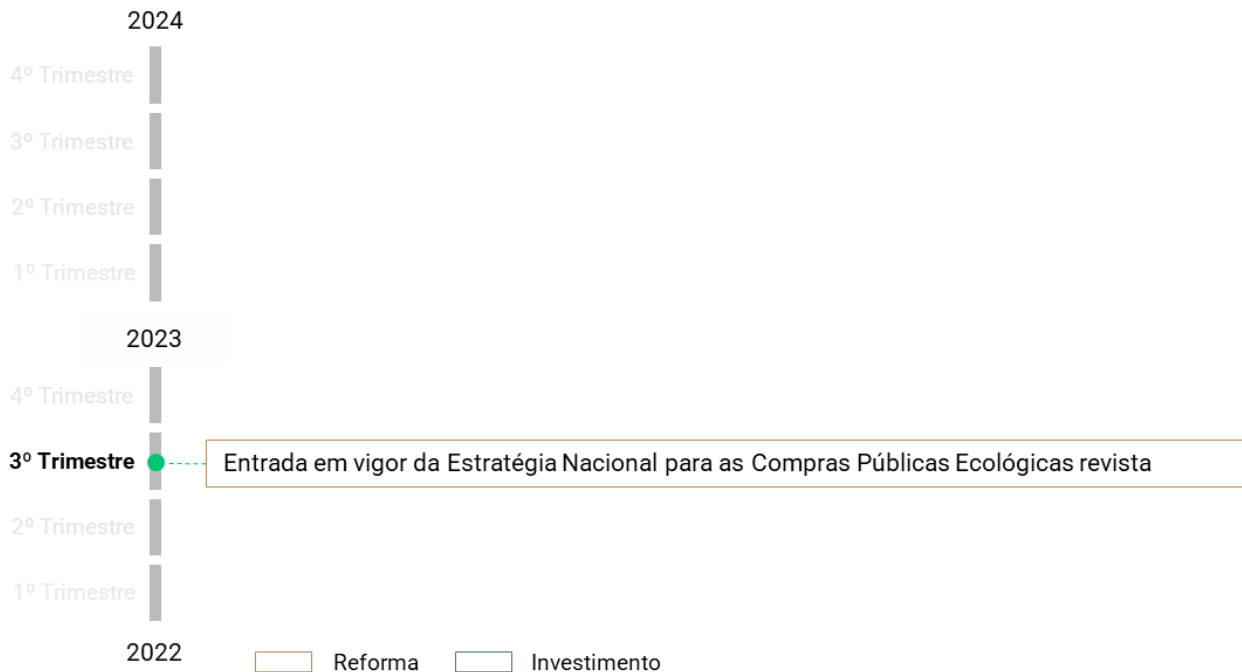 2024
4º Trimestre
3º Trimestre
2º Trimestre
1º Trimestre
2023
4º Trimestre
3º Trimestre Entrada em vigor da Estratégia Nacional para as Compras Públicas Ecológicas revista
2º Trimestre
1º Trimestre
2022
Reforma Investimento